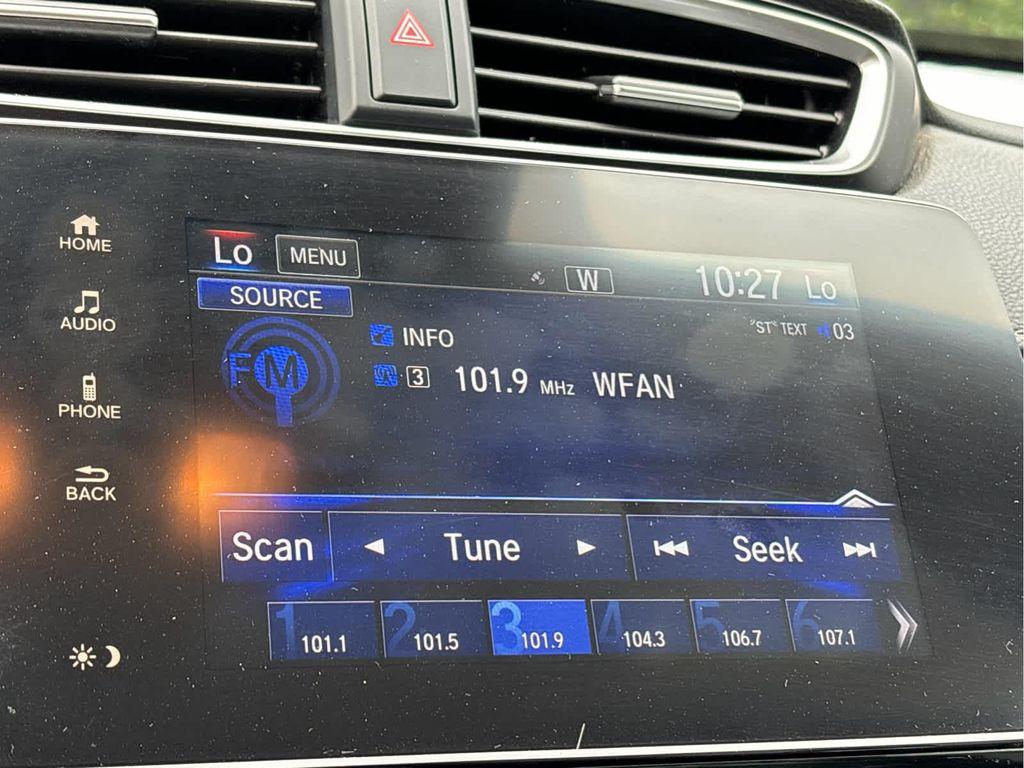 HOME
AUDIO
PHONE
BACK
Lo MENU W 10:27 Lo
SOURCE
FM
INFO
"ST" TEXT 03
3 101.9 MHz WFAN
Scan Tune Seek
1 101.1 2 101.5 3 101.9 4 104.3 5 106.7 6 107.1